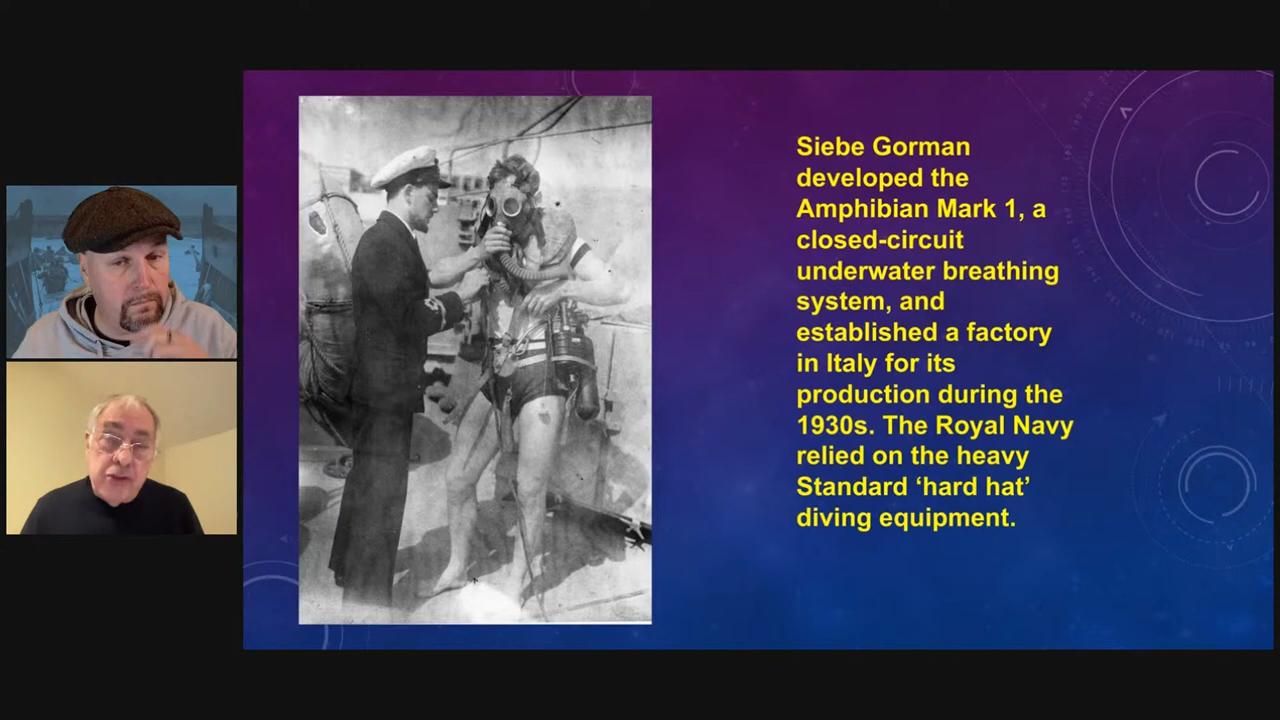 Siebe Gorman
developed the
Amphibian Mark 1, a
closed-circuit
underwater breathing
system, and
established a factory
in Italy for its
production during the
1930s. The Royal Navy
relied on the heavy
Standard ‘hard hat’
diving equipment.